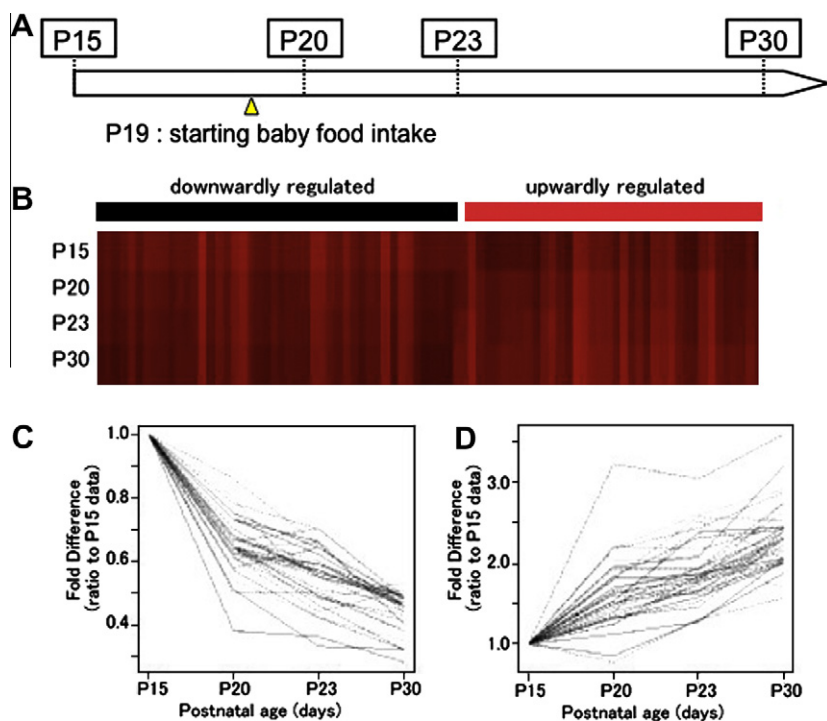 A
P15 P20 P23 P30
P19 : starting baby food intake
B
downwardly regulated upwardly regulated
P15
P20
P23
P30
C
Fold Difference
(ratio to P15 data)
1.0
0.8
0.6
0.4
P15 P20 P23 P30
Postnatal age (days)
D
Fold Difference
(ratio to P15 data)
3.0
2.0
1.0
P15 P20 P23 P30
Postnatal age (days)